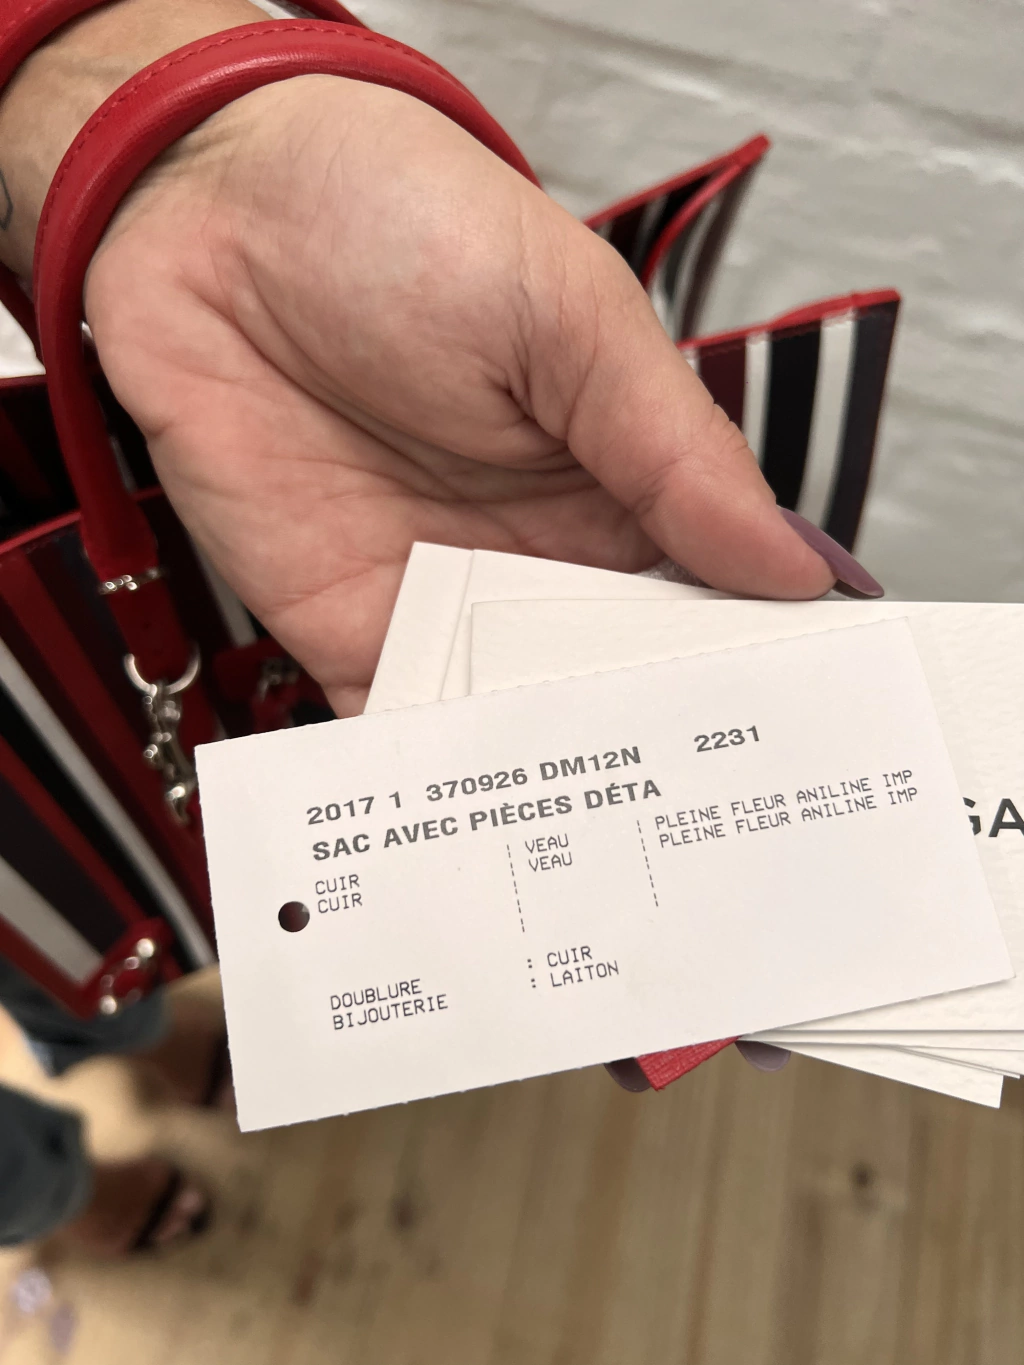 2017 1 370926 DM12N 2231
SAC AVEC PIÈCES DÉTA
CUIR VEAU PLEINE FLEUR ANILINE IMP
CUIR VEAU PLEINE FLEUR ANILINE IMP
DOUBLURE : CUIR
BIJOUTERIE : LAITON
GA